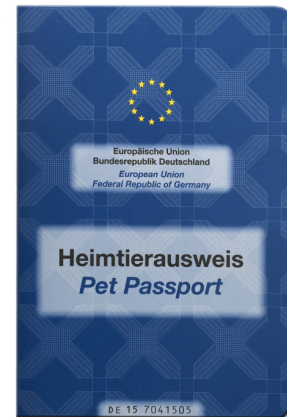 Europäische Union
Bundesrepublik Deutschland
European Union
Federal Republic of Germany
Heimtierausweis
Pet Passport
DE 15 7041505